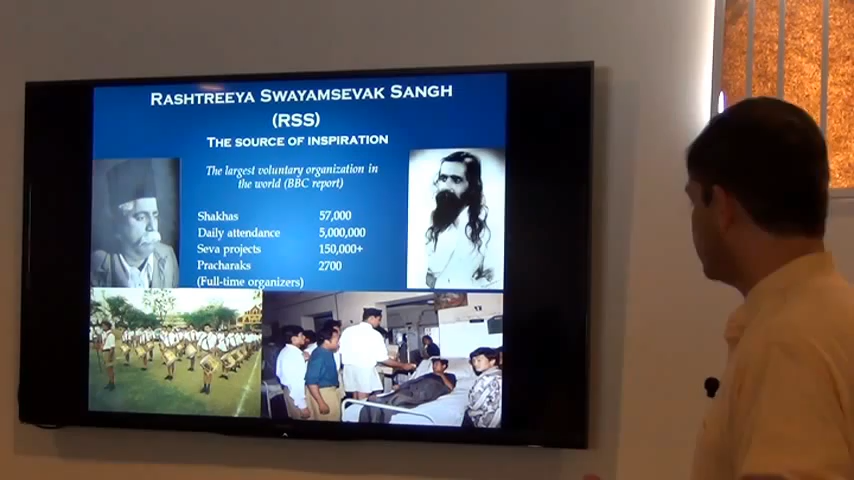 RASHTREEYA SWAYAMSEVAK SANGH
(RSS)
THE SOURCE OF INSPIRATION
The largest voluntary organization in
the world (BBC report)
Shakhas 57,000
Daily attendance 5,000,000
Seva projects 150,000+
Pracharaks 2700
(Full-time organizers)